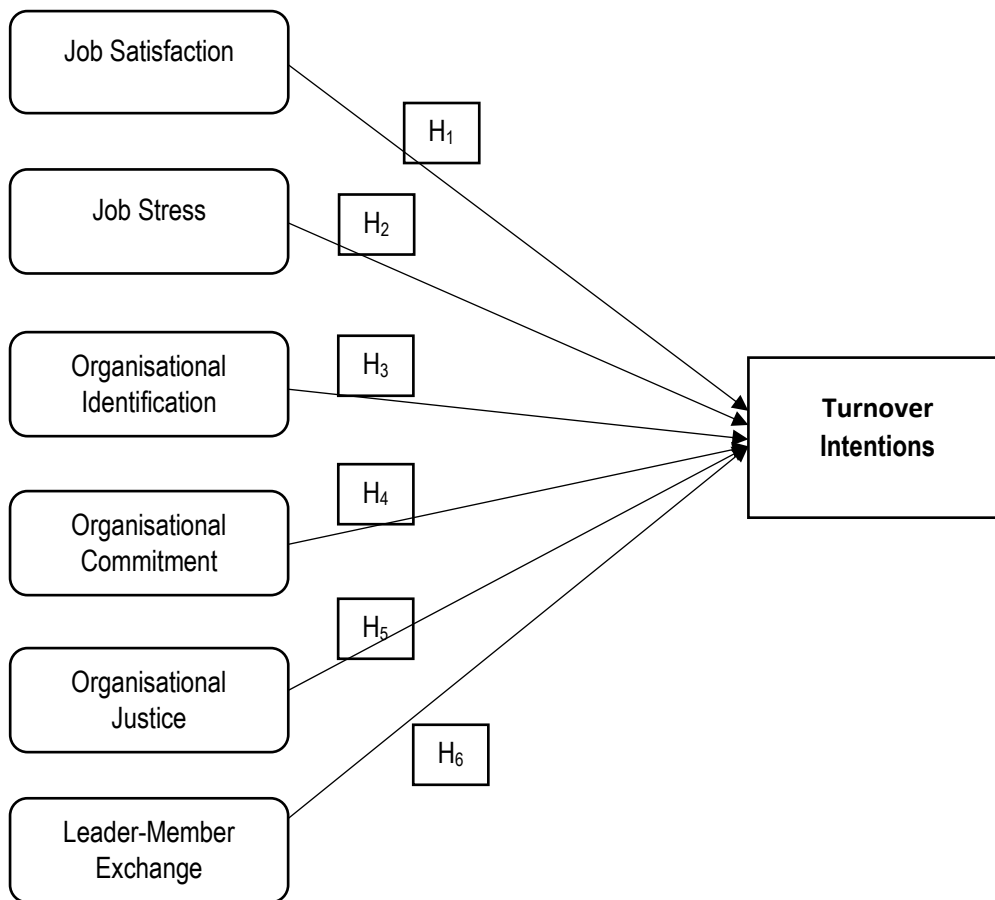 Job Satisfaction
H₁
Job Stress
H₂
Organisational
Identification
H₃
Turnover
Intentions
Organisational
Commitment
H₄
Organisational
Justice
H₅
Leader-Member
Exchange
H₆